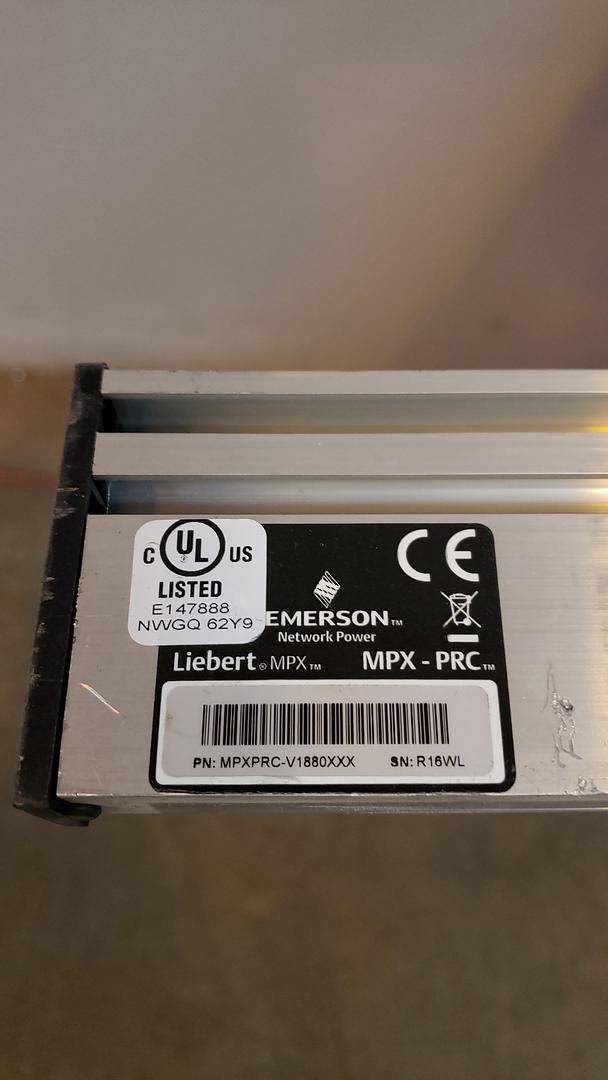 C UL US
LISTED
E147888
NWGQ 62Y9
CE
EMERSON™
Network Power
Liebert® MPX™ MPX - PRC™
PN: MPXPRC-V1880XXX SN: R16WL